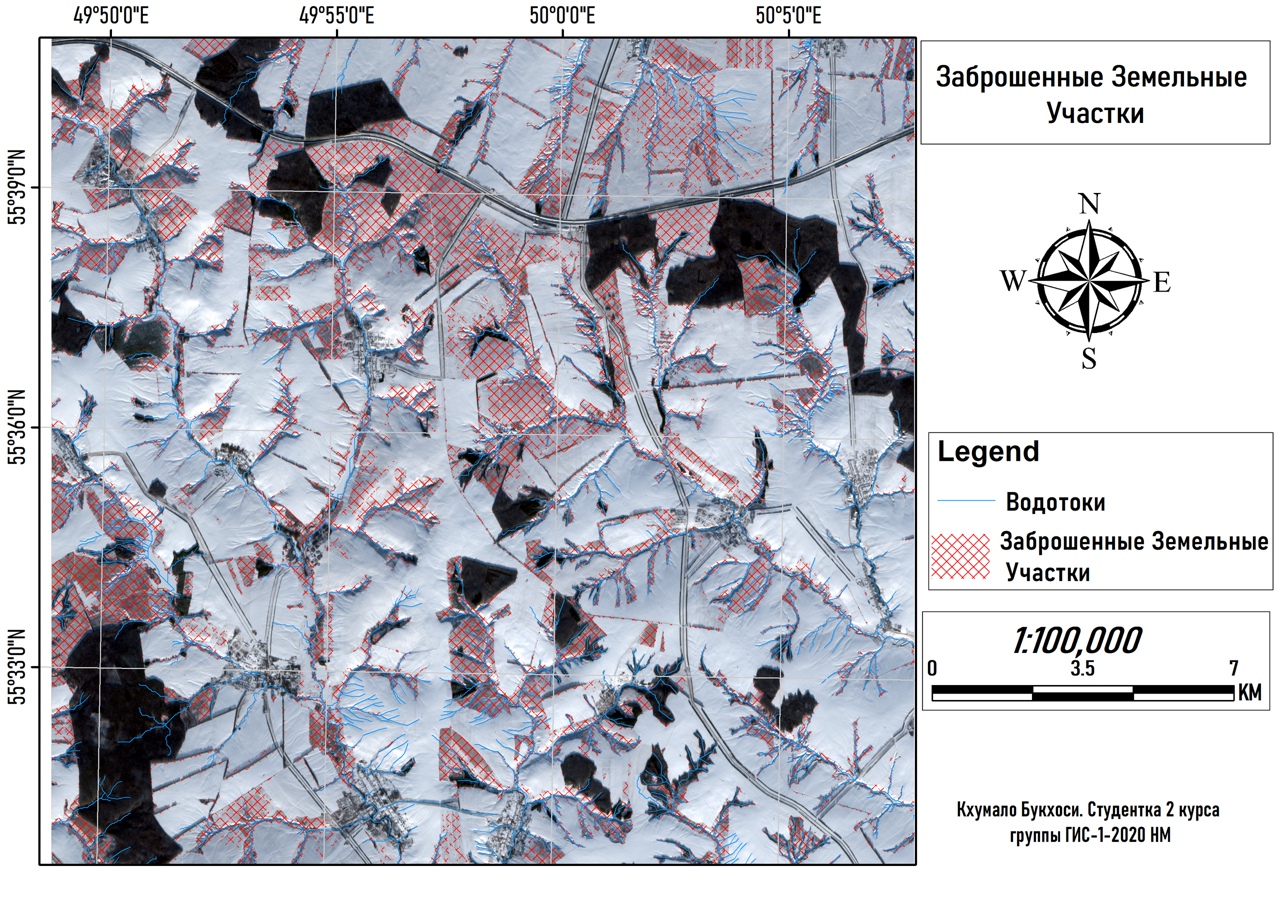 49°50'0"E 49°55'0"E 50°0'0"E 50°5'0"E
55°39'0"N
55°36'0"N
55°33'0"N
Заброшенные Земельные
Участки
N
W E
S
Legend
Водотоки
Заброшенные Земельные
Участки
1:100,000
0 3.5 7
КМ
Кхумало Букхоси. Студентка 2 курса
группы ГИС-1-2020 НМ